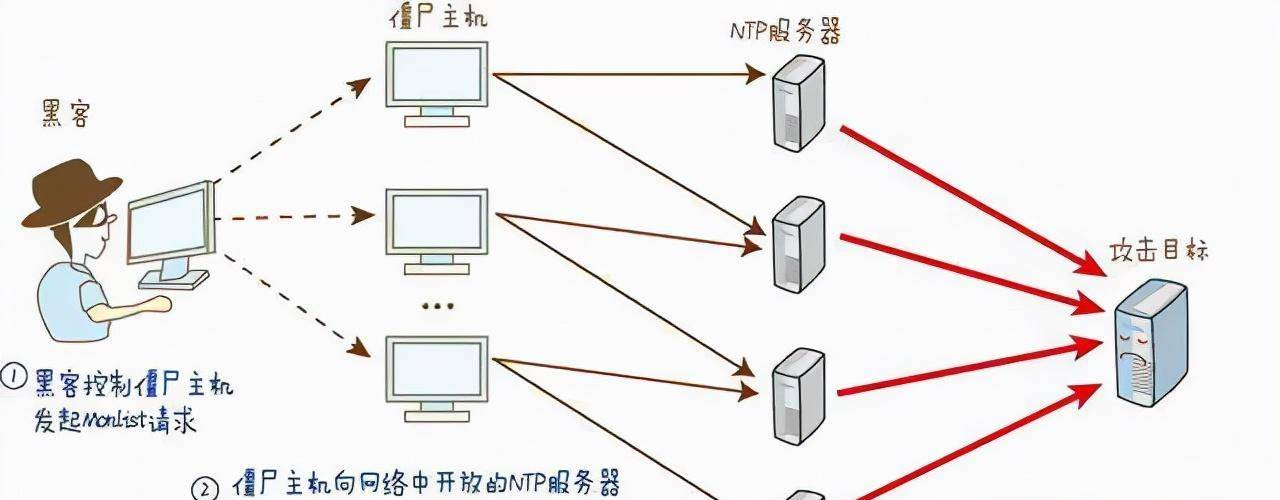 僵尸主机
NTP服务器
黑客
攻击目标
① 黑客控制僵尸主机
发起MonList请求
② 僵尸主机向网络中开放的NTP服务器